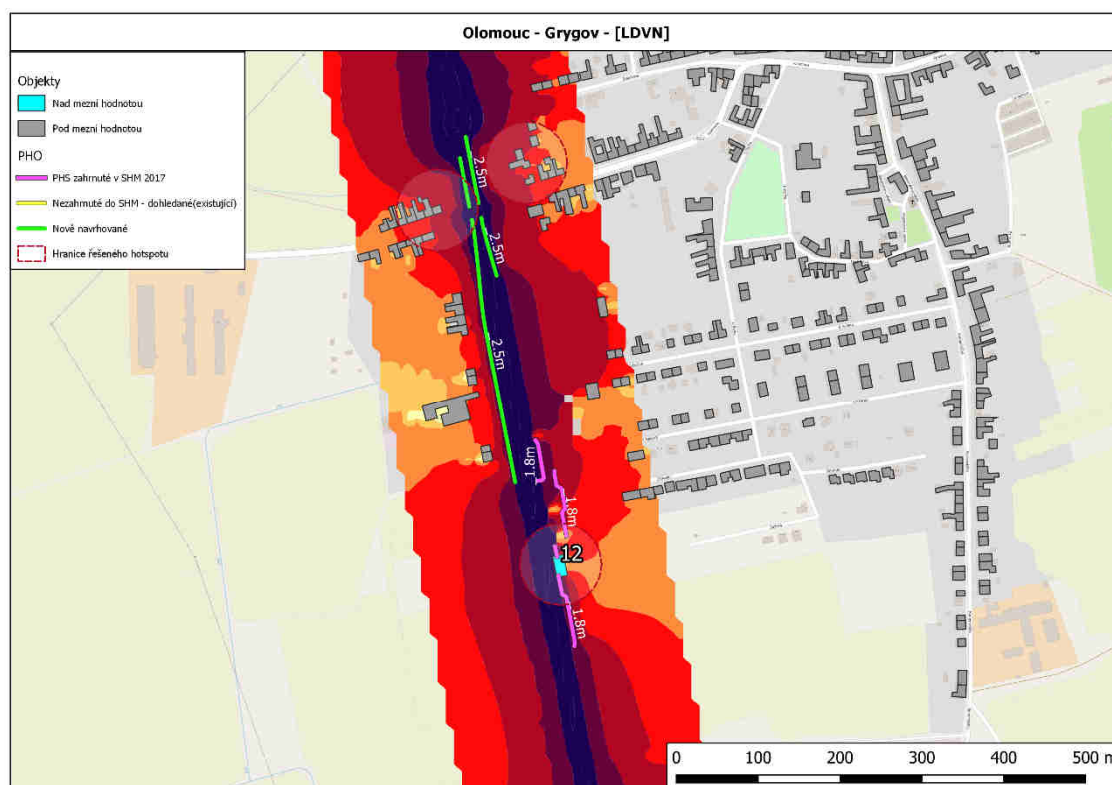 Olomouc - Grygov - [LDVN]
Objekty
Nad mezní hodnotou
Pod mezní hodnotou
PHO
PHS zahrnuté v SHM 2017
Nezahrnuté do SHM - dohledané(existující)
Nově navrhované
Hranice řešeného hotspotu
2.5m
2.5m
2.5m
1.8m
1.8m
12
1.8m
0 100 200 300 400 500 m